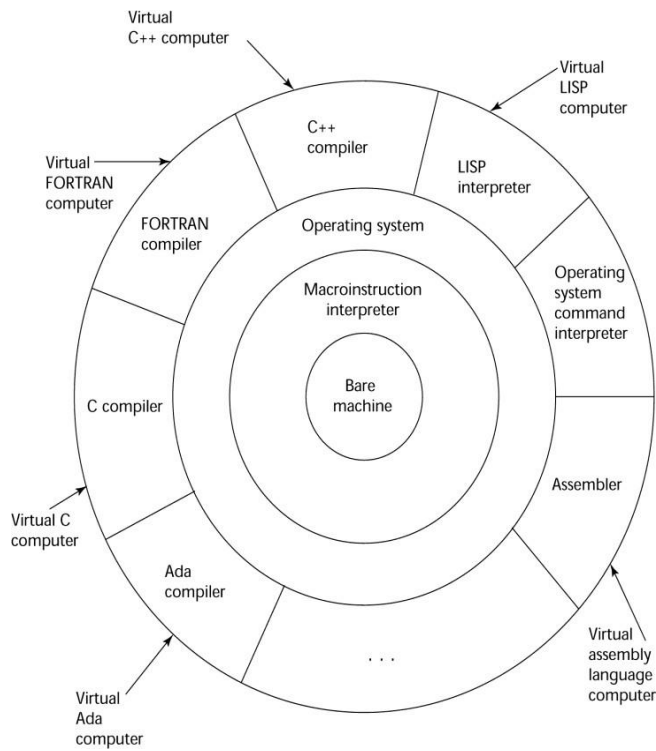 Virtual
C++ computer
Virtual
LISP
computer
C++
compiler
LISP
interpreter
Virtual
FORTRAN
computer
FORTRAN
compiler
Operating system
Operating
system
command
interpreter
Macroinstruction
interpreter
Bare
machine
C compiler
Assembler
Virtual C
computer
Ada
compiler
. . .
Virtual
assembly
language
computer
Virtual
Ada
computer